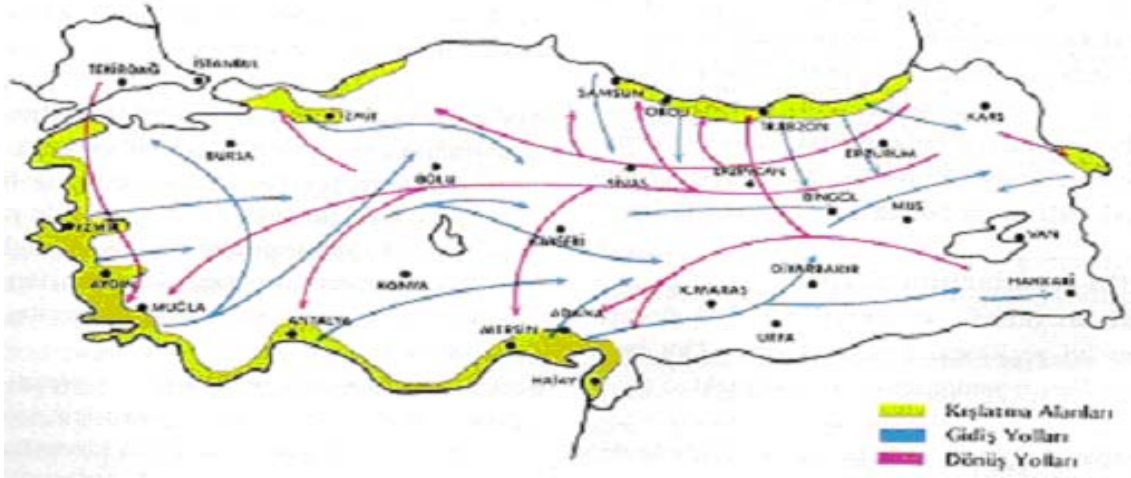 TEKİRDAĞ
İSTANBUL
SAMSUN
ORDU
TRABZON
KARS
İZMİT
BURSA
ERZURUM
BOLU
SİVAS
ERZİNCAN
BİNGÖL
MUŞ
İZMİR
KAYSERİ
VAN
AYDIN
KONYA
DİYARBAKIR
HAKKARİ
MUĞLA
K.MARAŞ
ANTALYA
MERSİN
ADANA
URFA
HATAY
Kışlatma Alanları
Gidiş Yolları
Dönüş Yolları